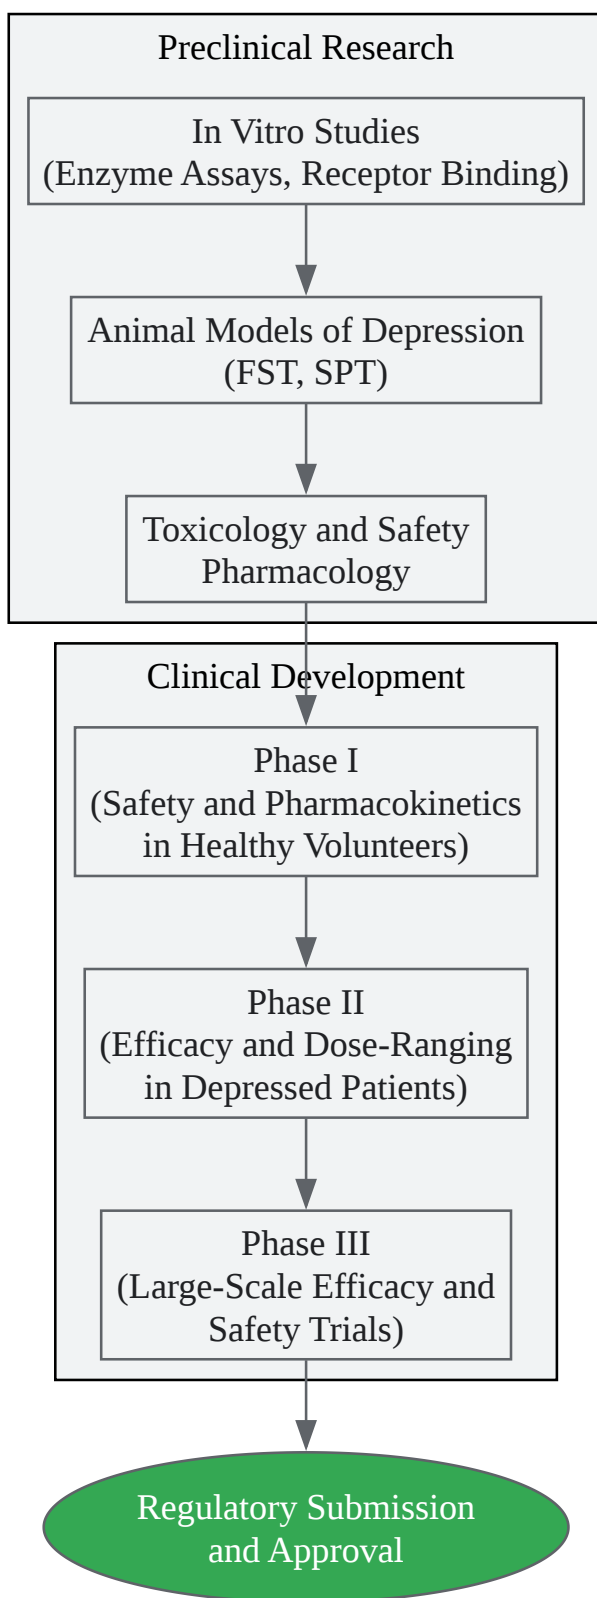 Preclinical Research
In Vitro Studies
(Enzyme Assays, Receptor Binding)
Animal Models of Depression
(FST, SPT)
Toxicology and Safety
Pharmacology
Clinical Development
Phase I
(Safety and Pharmacokinetics
in Healthy Volunteers)
Phase II
(Efficacy and Dose-Ranging
in Depressed Patients)
Phase III
(Large-Scale Efficacy and
Safety Trials)
Regulatory Submission
and Approval